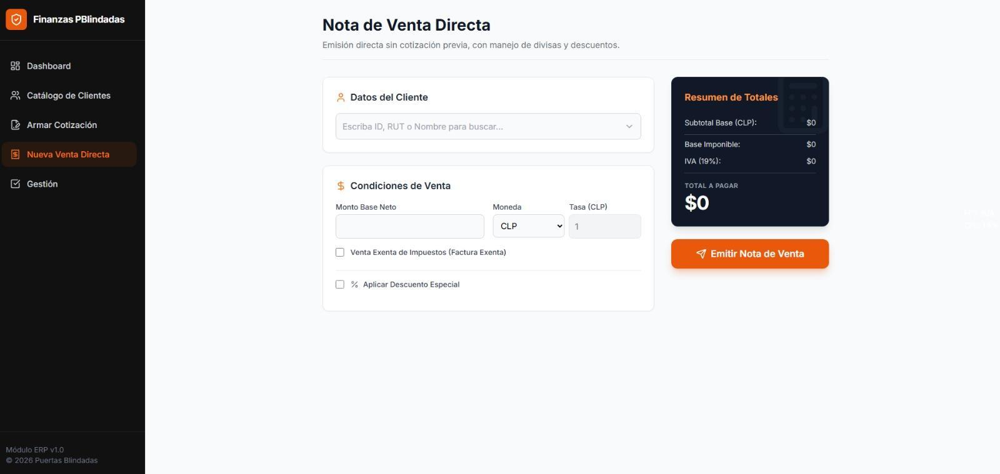 Finanzas PBlindadas
Dashboard
Catálogo de Clientes
Armar Cotización
Nueva Venta Directa
Gestión
Módulo ERP v1.0
© 2026 Puertas Blindadas
Nota de Venta Directa
Emisión directa sin cotización previa, con manejo de divisas y descuentos.
Datos del Cliente
Escriba ID, RUT o Nombre para buscar...
Condiciones de Venta
Monto Base Neto Moneda Tasa (CLP)
CLP 1
Venta Exenta de Impuestos (Factura Exenta)
% Aplicar Descuento Especial
Resumen de Totales
Subtotal Base (CLP): $0
Base Imponible: $0
IVA (19%): $0
TOTAL A PAGAR
$0
Emitir Nota de Venta